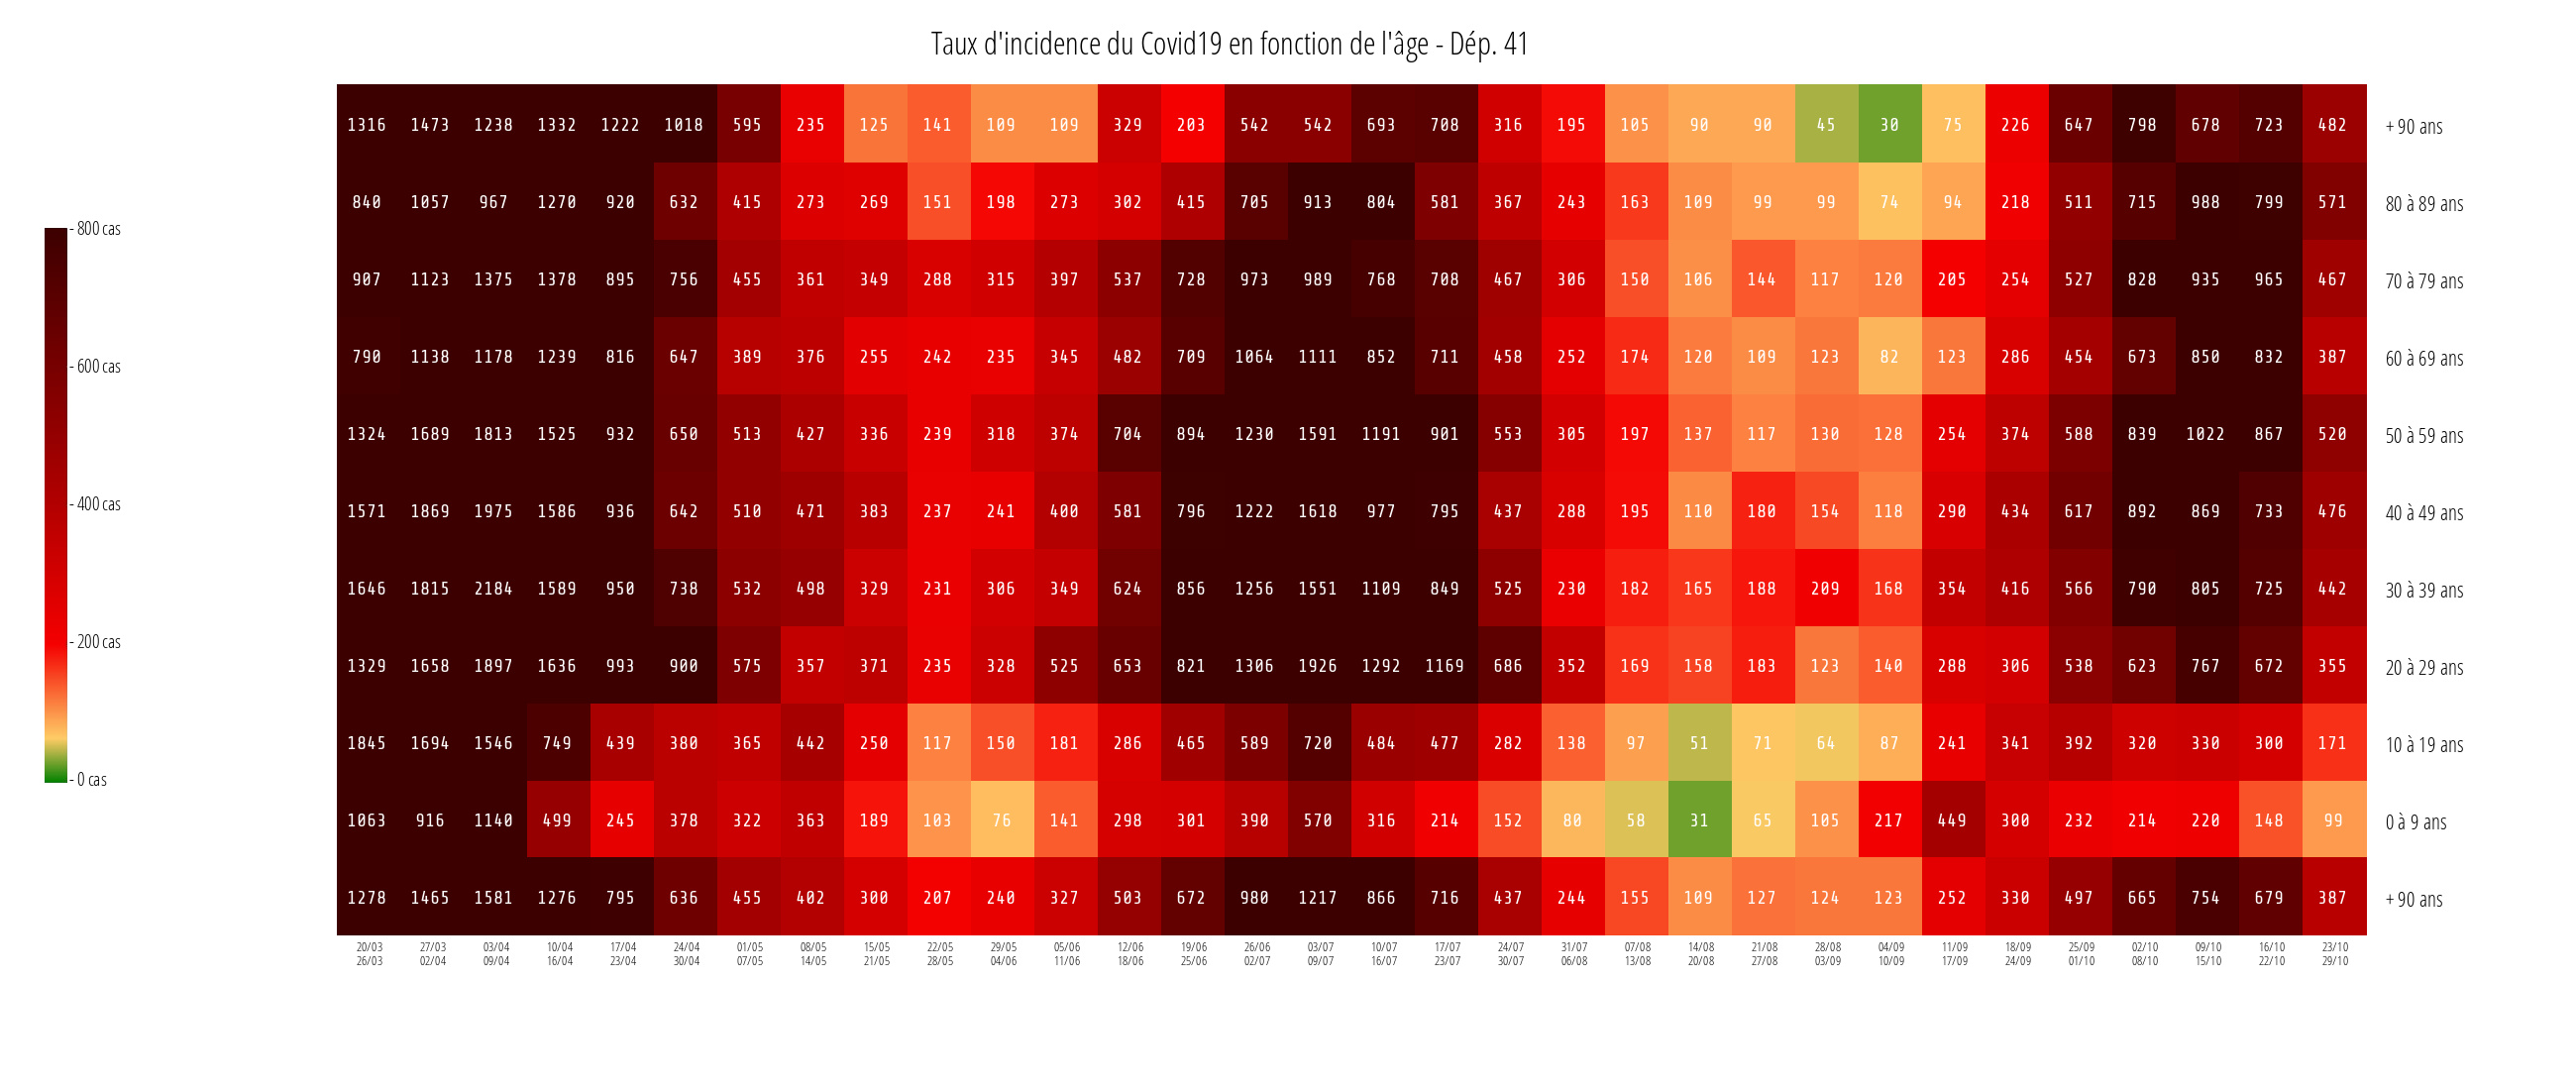 Taux d'incidence du Covid19 en fonction de l'âge - Dép. 41
1316 1473 1238 1332 1222 1018 595 235 125 141 109 109 329 203 542 542 693 708 316 195 105 90 90 45 30 75 226 647 798 678 723 482 + 90 ans
840 1057 967 1270 920 632 415 273 269 151 198 273 302 415 705 913 804 581 367 243 163 109 99 99 74 94 218 511 715 988 799 571 80 à 89 ans
907 1123 1375 1378 895 756 455 361 349 288 315 397 537 728 973 989 768 708 467 306 150 106 144 117 120 205 254 527 828 935 965 467 70 à 79 ans
790 1138 1178 1239 816 647 389 376 255 242 235 345 482 709 1064 1111 852 711 458 252 174 120 109 123 82 123 286 454 673 850 832 387 60 à 69 ans
1324 1689 1813 1525 932 650 513 427 336 239 318 374 704 894 1230 1591 1191 901 553 305 197 137 117 130 128 254 374 588 839 1022 867 520 50 à 59 ans
1571 1869 1975 1586 936 642 510 471 383 237 241 400 581 796 1222 1618 977 795 437 288 195 110 180 154 118 290 434 617 892 869 733 476 40 à 49 ans
1646 1815 2184 1589 950 738 532 498 329 231 306 349 624 856 1256 1551 1109 849 525 230 182 165 188 209 168 354 416 566 790 805 725 442 30 à 39 ans
1329 1658 1897 1636 993 900 575 357 371 235 328 525 653 821 1306 1926 1292 1169 686 352 169 158 183 123 140 288 306 538 623 767 672 355 20 à 29 ans
1845 1694 1546 749 439 380 365 442 250 117 150 181 286 465 589 720 484 477 282 138 97 51 71 64 87 241 341 392 320 330 300 171 10 à 19 ans
1063 916 1140 499 245 378 322 363 189 103 76 141 298 301 390 570 316 214 152 80 58 31 65 105 217 449 300 232 214 220 148 99 0 à 9 ans
1278 1465 1581 1276 795 636 455 402 300 207 240 327 503 672 980 1217 866 716 437 244 155 109 127 124 123 252 330 497 665 754 679 387 + 90 ans
20/03 27/03 03/04 10/04 17/04 24/04 01/05 08/05 15/05 22/05 29/05 05/06 12/06 19/06 26/06 03/07 10/07 17/07 24/07 31/07 07/08 14/08 21/08 28/08 04/09 11/09 18/09 25/09 02/10 09/10 16/10 23/10
26/03 02/04 09/04 16/04 23/04 30/04 07/05 14/05 21/05 28/05 04/06 11/06 18/06 25/06 02/07 09/07 16/07 23/07 30/07 06/08 13/08 20/08 27/08 03/09 10/09 17/09 24/09 01/10 08/10 15/10 22/10 29/10
- 800 cas
- 600 cas
- 400 cas
- 200 cas
- 0 cas